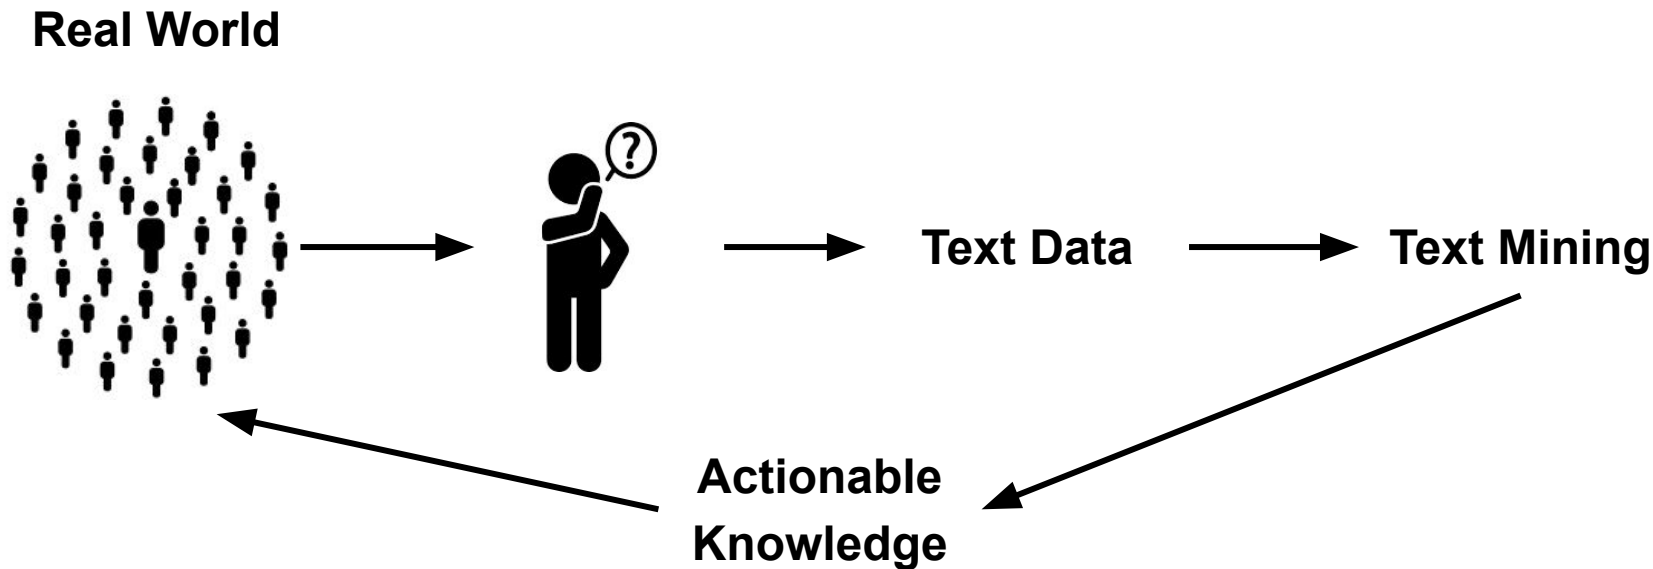 Real World
?
Text Data
Text Mining
Actionable
Knowledge